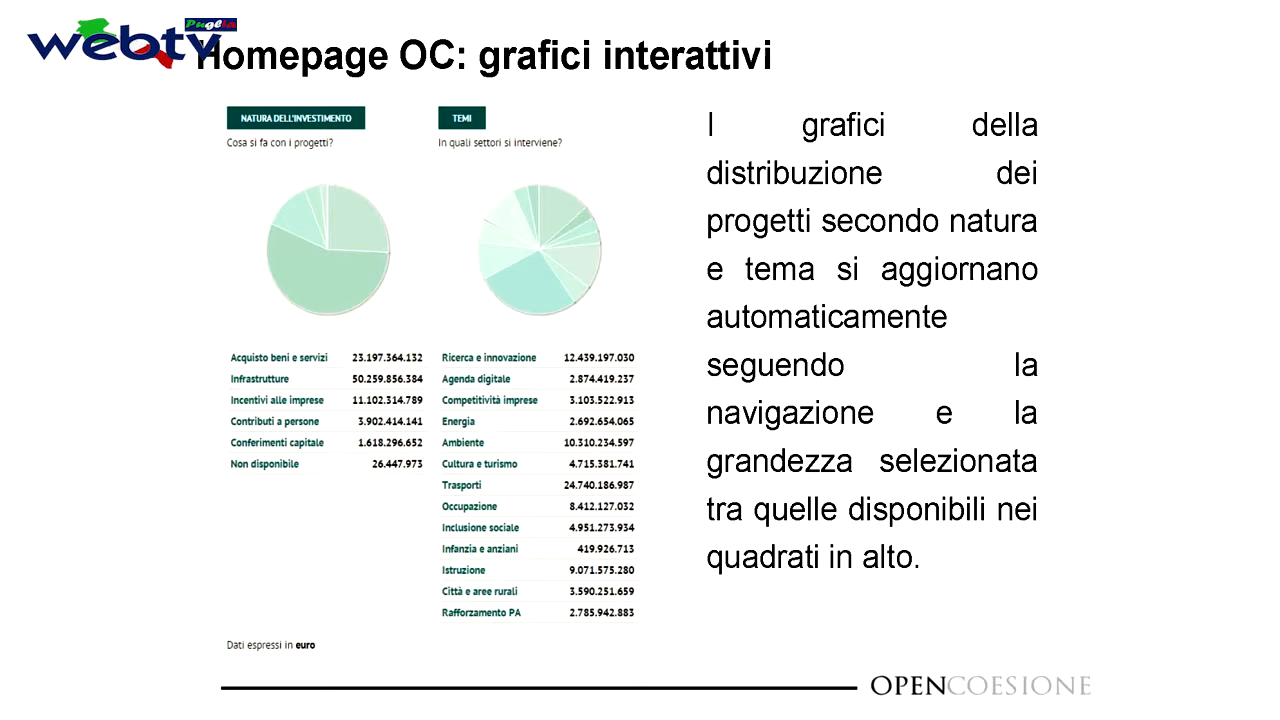 Puglia
webtv
Homepage OC: grafici interattivi
NATURA DELL'INVESTIMENTO
Cosa si fa con i progetti?
Acquisto beni e servizi 23.197.364.132
Infrastrutture 50.259.856.384
Incentivi alle imprese 11.102.314.789
Contributi a persone 3.902.414.141
Conferimenti capitale 1.618.296.652
Non disponibile 26.447.973
TEMI
In quali settori si interviene?
Ricerca e innovazione 12.439.197.030
Agenda digitale 2.874.419.237
Competitività imprese 3.103.522.913
Energia 2.692.654.065
Ambiente 10.310.234.597
Cultura e turismo 4.715.381.741
Trasporti 24.740.186.987
Occupazione 8.412.127.032
Inclusione sociale 4.951.273.934
Infanzia e anziani 419.926.713
Istruzione 9.071.575.280
Città e aree rurali 3.590.251.659
Rafforzamento PA 2.785.942.883
Dati espressi in euro
I grafici della
distribuzione dei
progetti secondo natura
e tema si aggiornano
automaticamente
seguendo la
navigazione e la
grandezza selezionata
tra quelle disponibili nei
quadrati in alto.
OPENCOESIONE